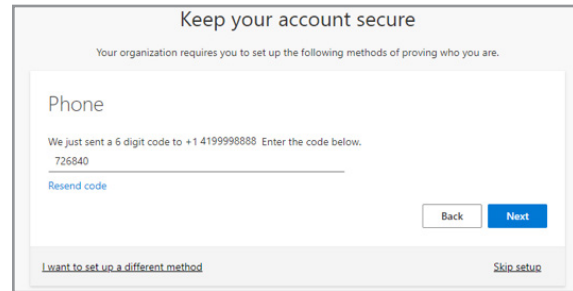 Keep your account secure
Your organization requires you to set up the following methods of proving who you are.
Phone
We just sent a 6 digit code to +1 4199998888 Enter the code below.
726840
Resend code
Back Next
I want to set up a different method Skip setup